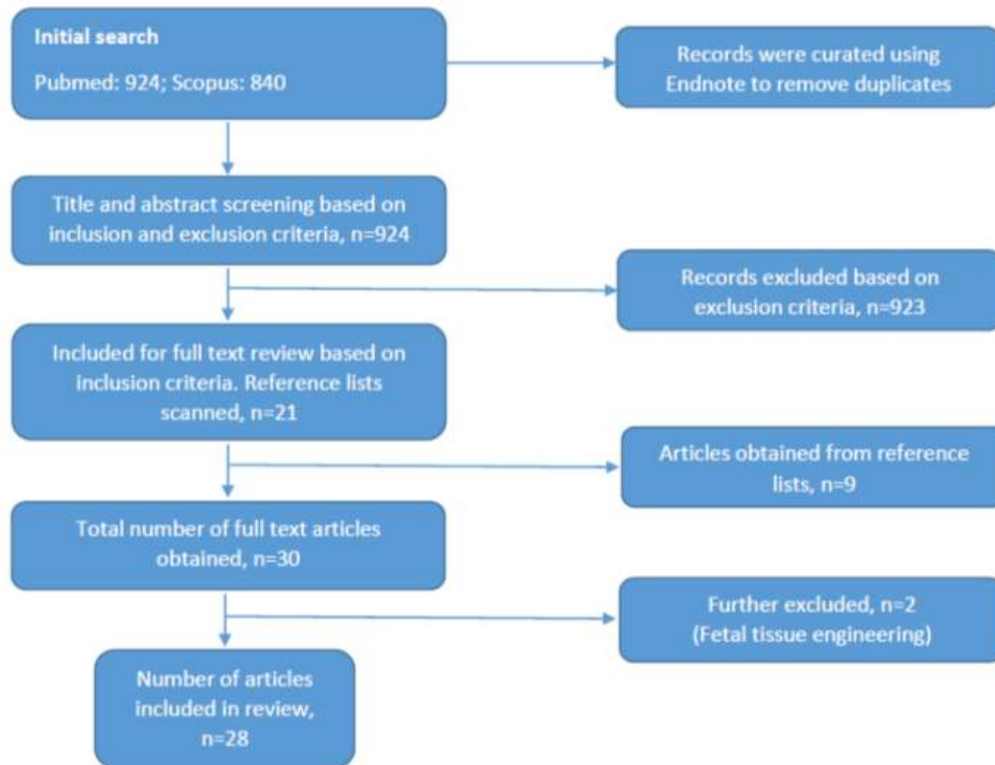 Initial search
Pubmed: 924; Scopus: 840
Records were curated using
Endnote to remove duplicates
Title and abstract screening based on
inclusion and exclusion criteria, n=924
Records excluded based on
exclusion criteria, n=923
Included for full text review based on
inclusion criteria. Reference lists
scanned, n=21
Articles obtained from reference
lists, n=9
Total number of full text articles
obtained, n=30
Further excluded, n=2
(Fetal tissue engineering)
Number of articles
included in review,
n=28